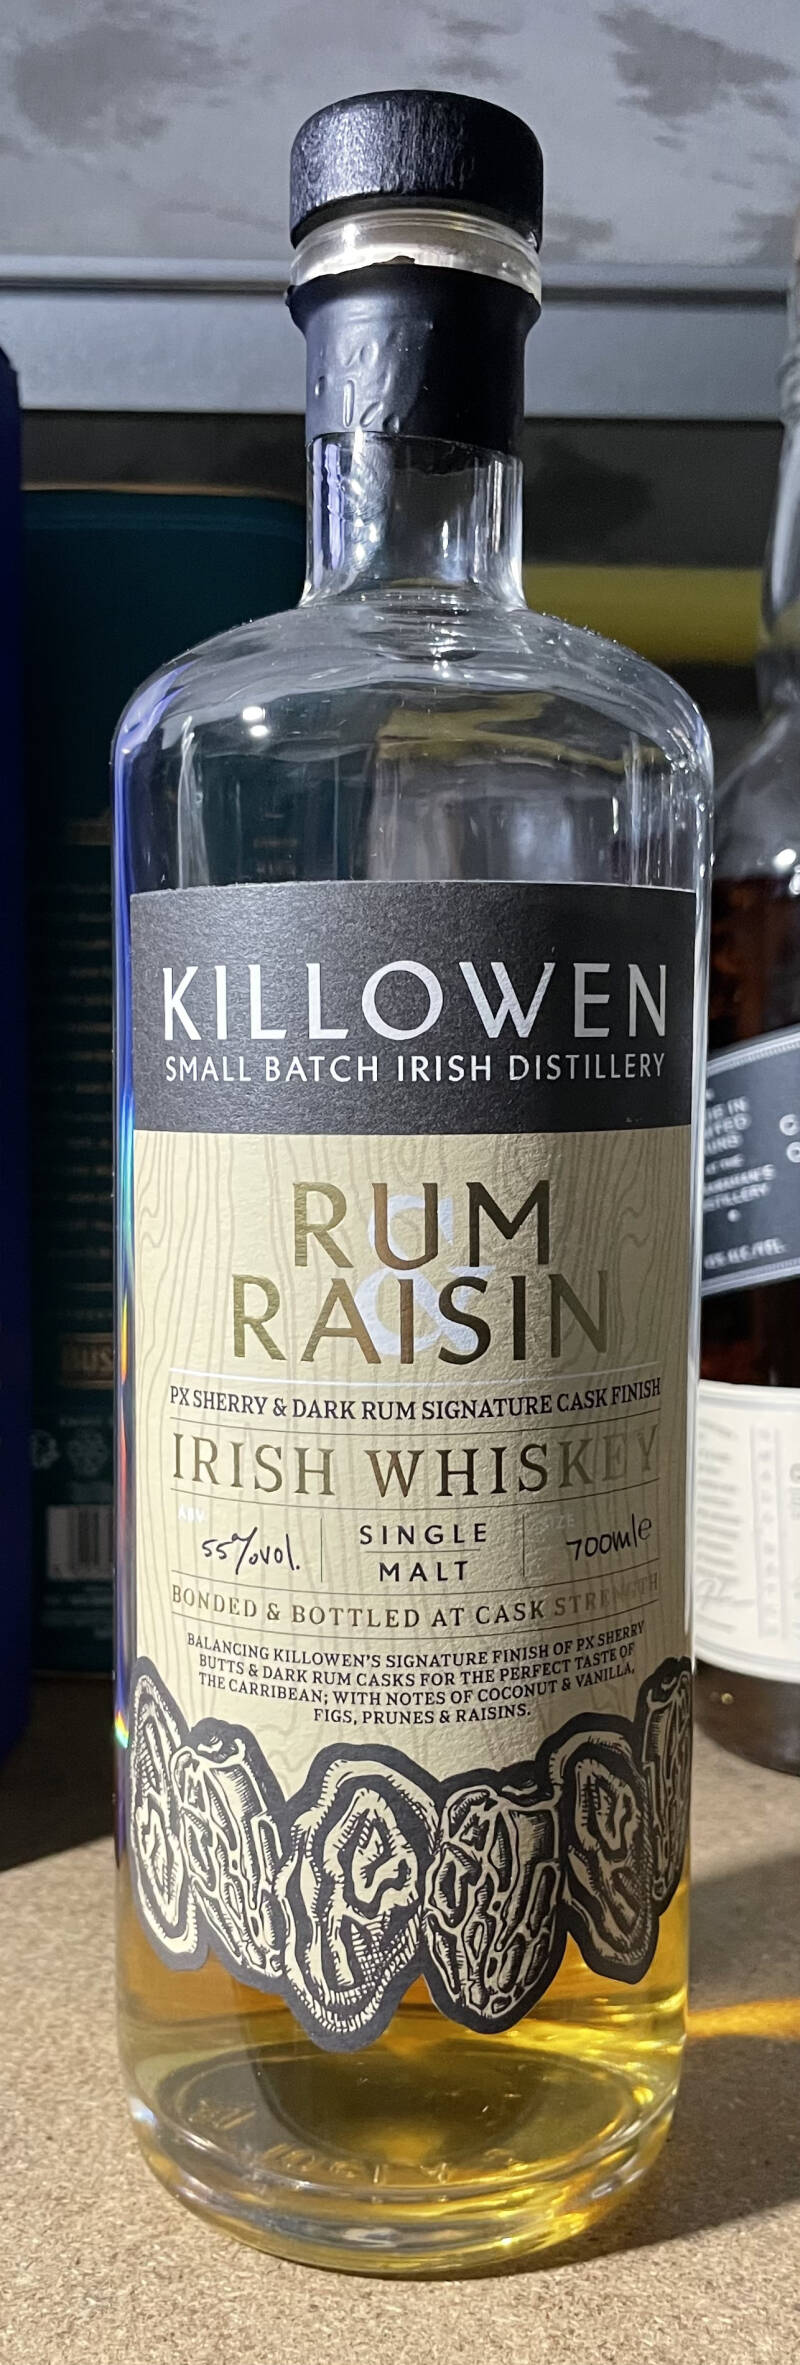 KILLOWEN
SMALL BATCH IRISH DISTILLERY
RUM
&
RAISIN
PX SHERRY & DARK RUM SIGNATURE CASK FINISH
IRISH WHISKEY
ABV
SIZE
55%vol.
SINGLE
MALT
700ml e
BONDED & BOTTLED AT CASK STRENGTH
BALANCING KILLOWEN'S SIGNATURE FINISH OF PX SHERRY
BUTTS & DARK RUM CASKS FOR THE PERFECT TASTE OF
THE CARRIBEAN; WITH NOTES OF COCONUT & VANILLA,
FIGS, PRUNES & RAISINS.
BUS